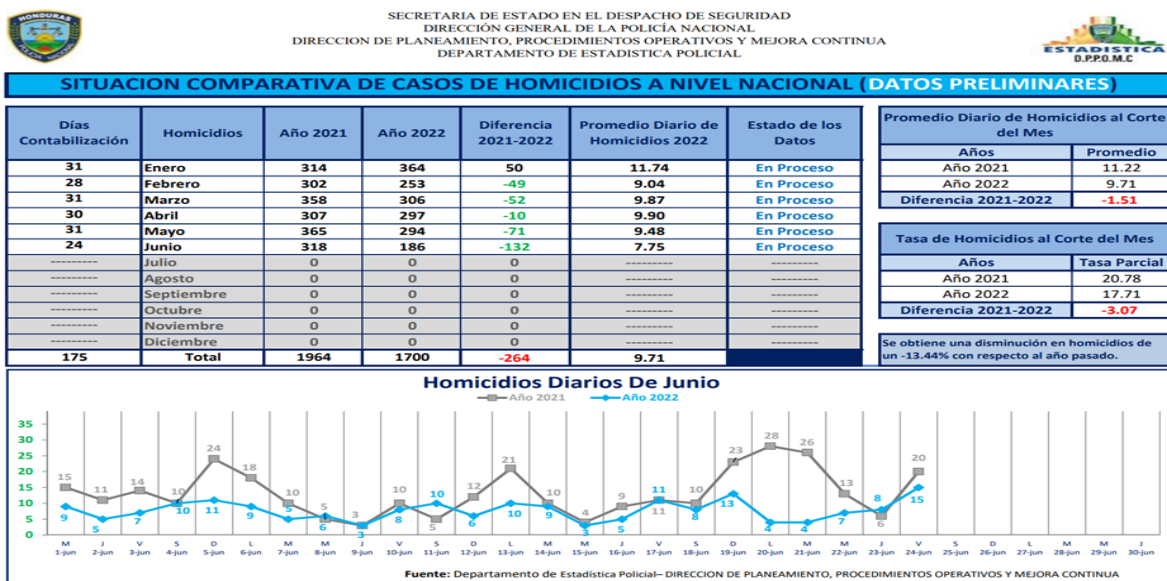 HONDURAS
SECRETARIA DE ESTADO EN EL DESPACHO DE SEGURIDAD
DIRECCIÓN GENERAL DE LA POLICÍA NACIONAL
DIRECCION DE PLANEAMIENTO, PROCEDIMIENTOS OPERATIVOS Y MEJORA CONTINUA
DEPARTAMENTO DE ESTADISTICA POLICIAL
ESTADISTICA
D.P.P.O.M.C
SITUACION COMPARATIVA DE CASOS DE HOMICIDIOS A NIVEL NACIONAL (DATOS PRELIMINARES)
Días Contabilización Homicidios Año 2021 Año 2022 Diferencia 2021-2022 Promedio Diario de Homicidios 2022 Estado de los Datos
31 Enero 314 364 50 11.74 En Proceso
28 Febrero 302 253 -49 9.04 En Proceso
31 Marzo 358 306 -52 9.87 En Proceso
30 Abril 307 297 -10 9.90 En Proceso
31 Mayo 365 294 -71 9.48 En Proceso
24 Junio 318 186 -132 7.75 En Proceso
--------- Julio 0 0 0 --------- ---------
--------- Agosto 0 0 0 --------- ---------
--------- Septiembre 0 0 0 --------- ---------
--------- Octubre 0 0 0 --------- ---------
--------- Noviembre 0 0 0 --------- ---------
--------- Diciembre 0 0 0 --------- ---------
175 Total 1964 1700 -264 9.71
Promedio Diario de Homicidios al Corte
del Mes
Años Promedio
Año 2021 11.22
Año 2022 9.71
Diferencia 2021-2022 -1.51
Tasa de Homicidios al Corte del Mes
Años Tasa Parcial
Año 2021 20.78
Año 2022 17.71
Diferencia 2021-2022 -3.07
Se obtiene una disminución en homicidios de
un -13.44% con respecto al año pasado.
Homicidios Diarios De Junio
Año 2021 Año 2022
35
30
25
20
15
10
5
0
15 11 14 10 24 18 10 5 3 10 5 12 21 10 4 9 11 10 23 28 26 13 6 20
9 5 7 10 11 9 5 6 3 8 10 6 10 9 3 5 11 8 13 4 4 7 8 15
M J V S D L M M J V S D L M M J V S D L M M J V S D L M M J
1-jun 2-jun 3-jun 4-jun 5-jun 6-jun 7-jun 8-jun 9-jun 10-jun 11-jun 12-jun 13-jun 14-jun 15-jun 16-jun 17-jun 18-jun 19-jun 20-jun 21-jun 22-jun 23-jun 24-jun 25-jun 26-jun 27-jun 28-jun 29-jun 30-jun
Fuente: Departamento de Estadística Policial– DIRECCION DE PLANEAMIENTO, PROCEDIMIENTOS OPERATIVOS Y MEJORA CONTINUA